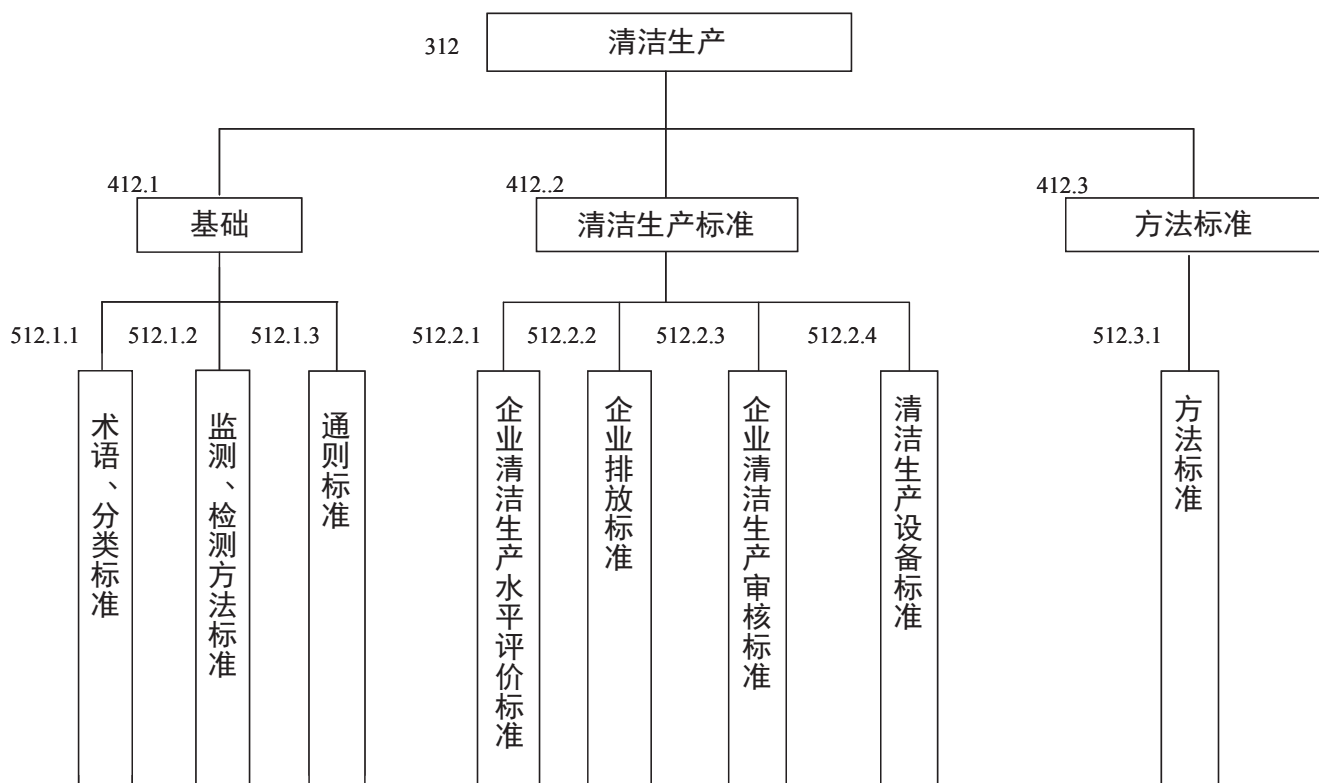 312
清洁生产
412.1
412..2
412.3
基础
清洁生产标准
方法标准
512.1.1
512.1.2
512.1.3
512.2.1
512.2.2
512.2.3
512.2.4
512.3.1
术语、分类标准
监测、检测方法标准
通则标准
企业清洁生产水平评价标准
企业排放标准
企业清洁生产审核标准
清洁生产设备标准
方法标准